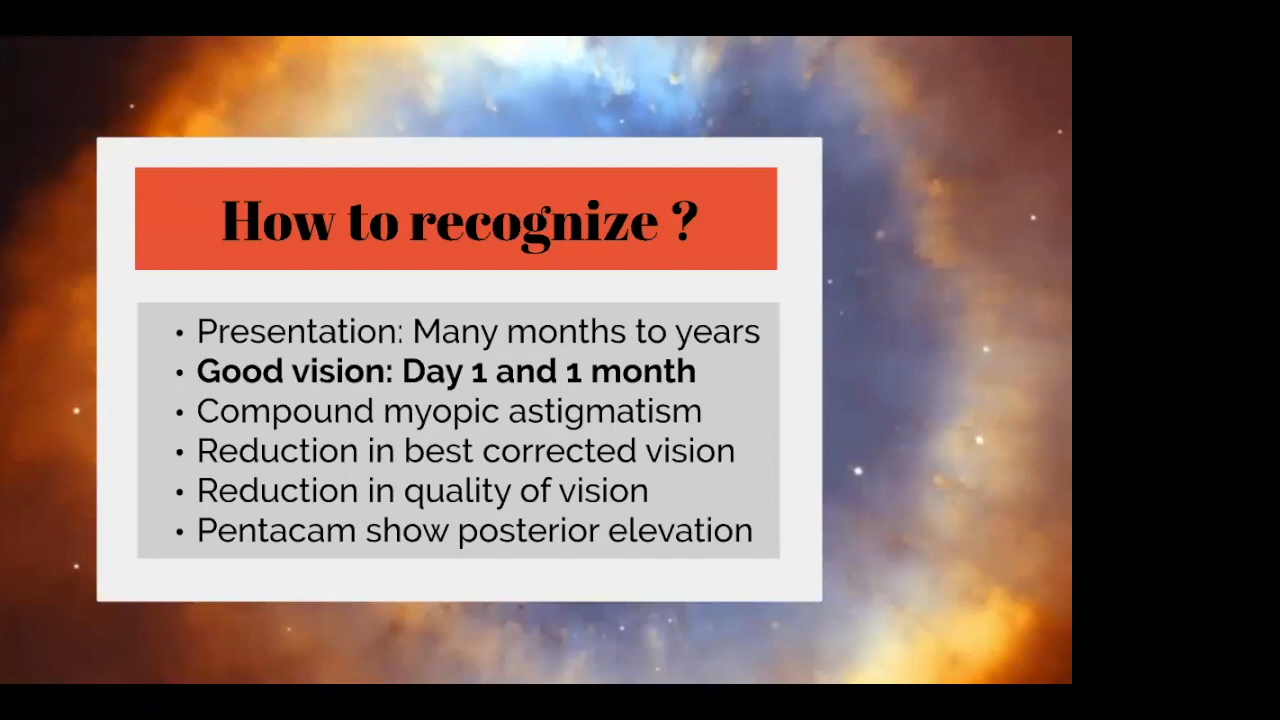 How to recognize ?
• Presentation: Many months to years
• Good vision: Day 1 and 1 month
• Compound myopic astigmatism
• Reduction in best corrected vision
• Reduction in quality of vision
• Pentacam show posterior elevation